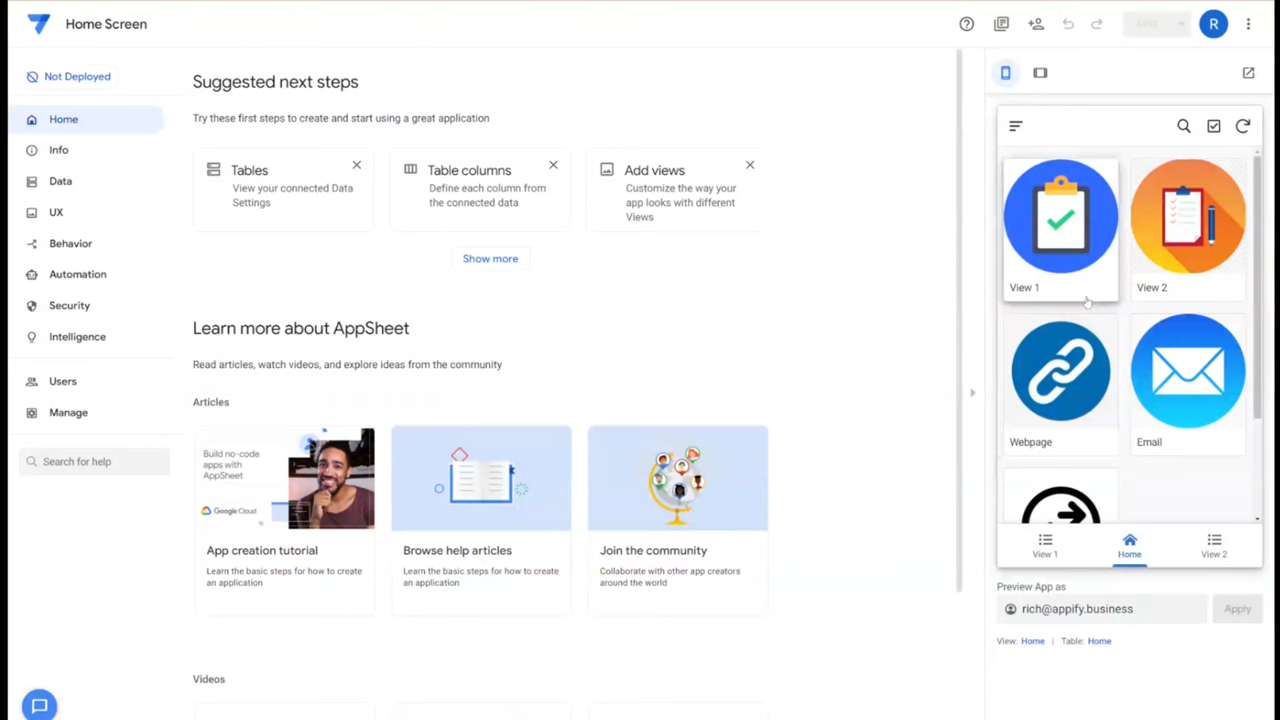 Home Screen
SAVE
R
Not Deployed
Home
Info
Data
UX
Behavior
Automation
Security
Intelligence
Users
Manage
Search for help
Suggested next steps
Try these first steps to create and start using a great application
Tables
View your connected Data
Settings
Table columns
Define each column from
the connected data
Add views
Customize the way your
app looks with different
Views
Show more
Learn more about AppSheet
Read articles, watch videos, and explore ideas from the community
Articles
Build no-code
apps with
AppSheet
Google Cloud
App creation tutorial
Learn the basic steps for how to create
an application
Browse help articles
Learn the basic steps for how to create
an application
Join the community
Collaborate with other app creators
around the world
Videos
View 1
View 2
Webpage
Email
View 1
Home
View 2
Preview App as
rich@appify.business
Apply
View: Home | Table: Home